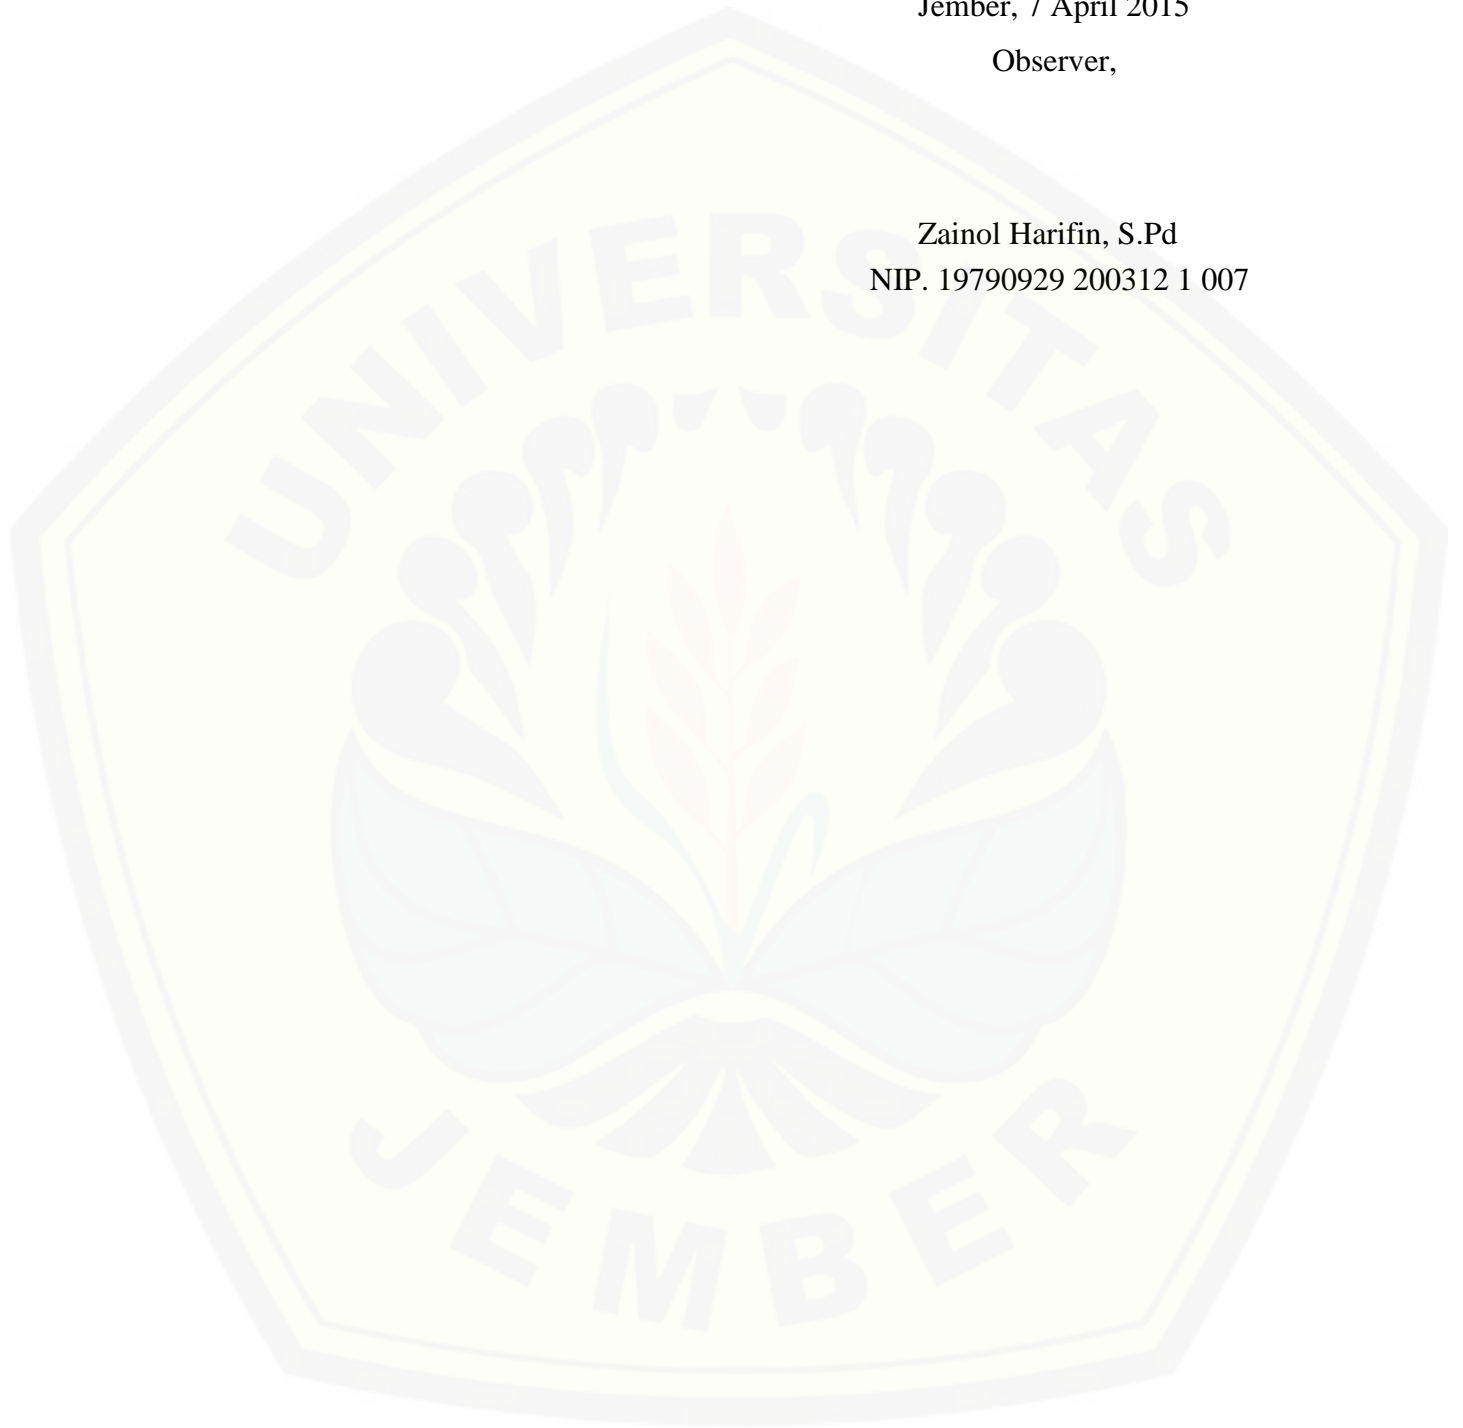 Jember, 7 April 2015
Observer,
Zainol Harifin, S.Pd
NIP. 19790929 200312 1 007
UNIVERSITAS
JEMBER